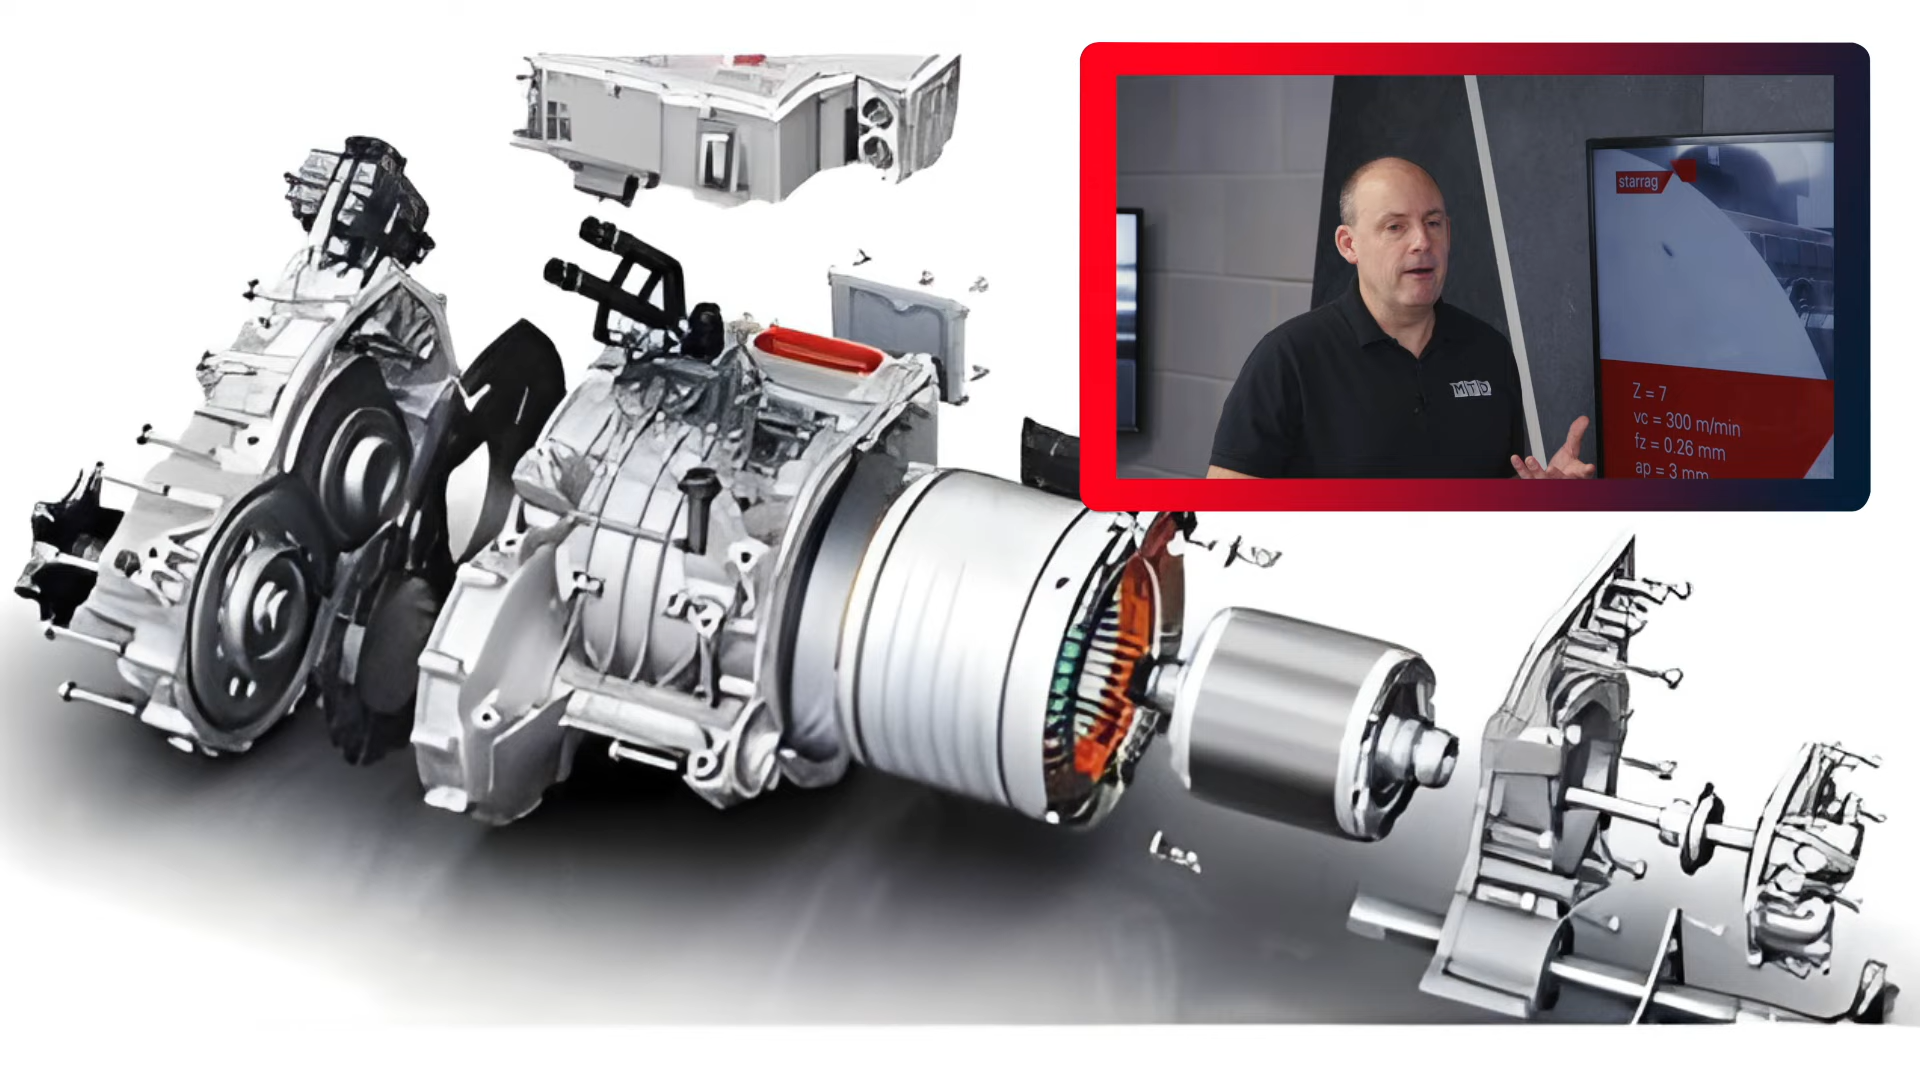 starrag
MTD
Z = 7
vc = 300 m/min
fz = 0.26 mm
ap = 3 mm